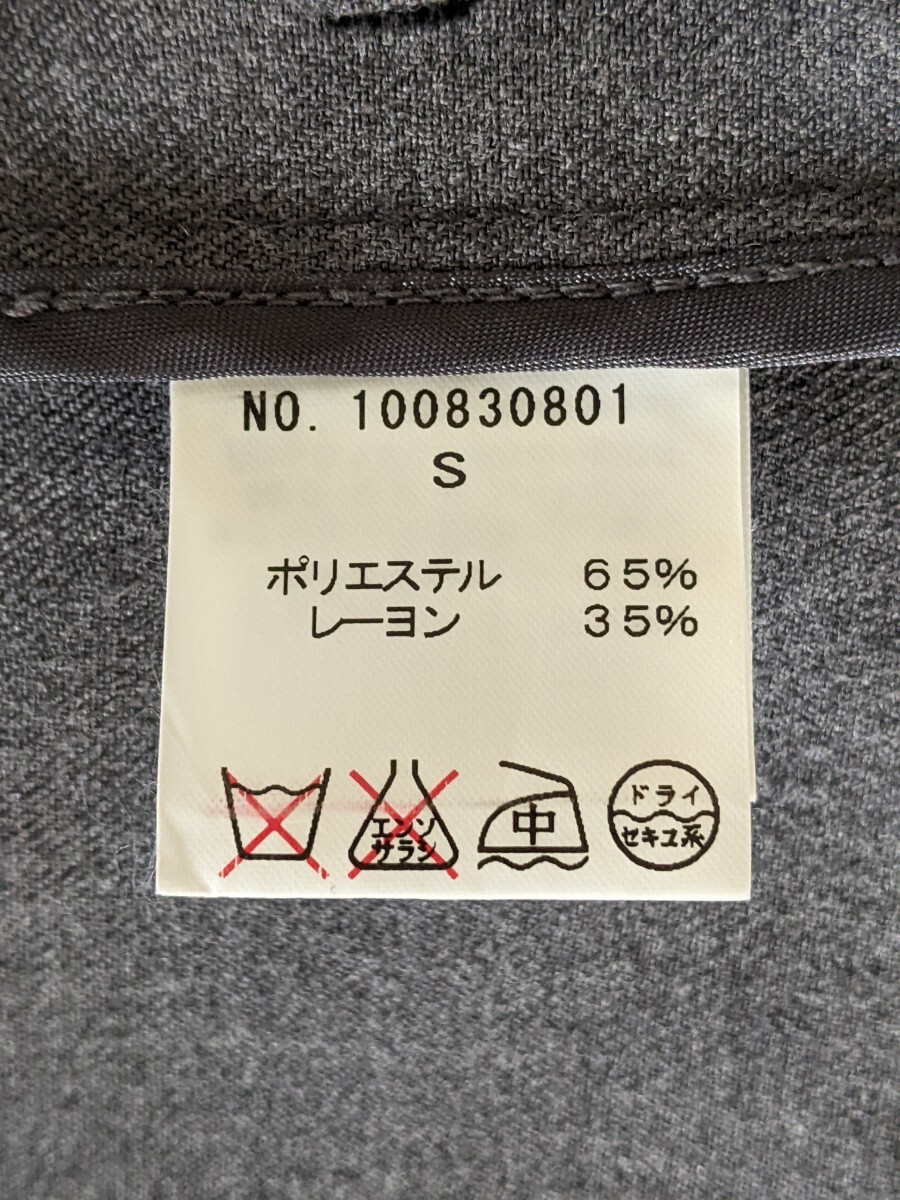 NO. 100830801
S
ポリエステル 65%
レーヨン 35%
エンソ
サラシ
中
ドライ
セキユ系